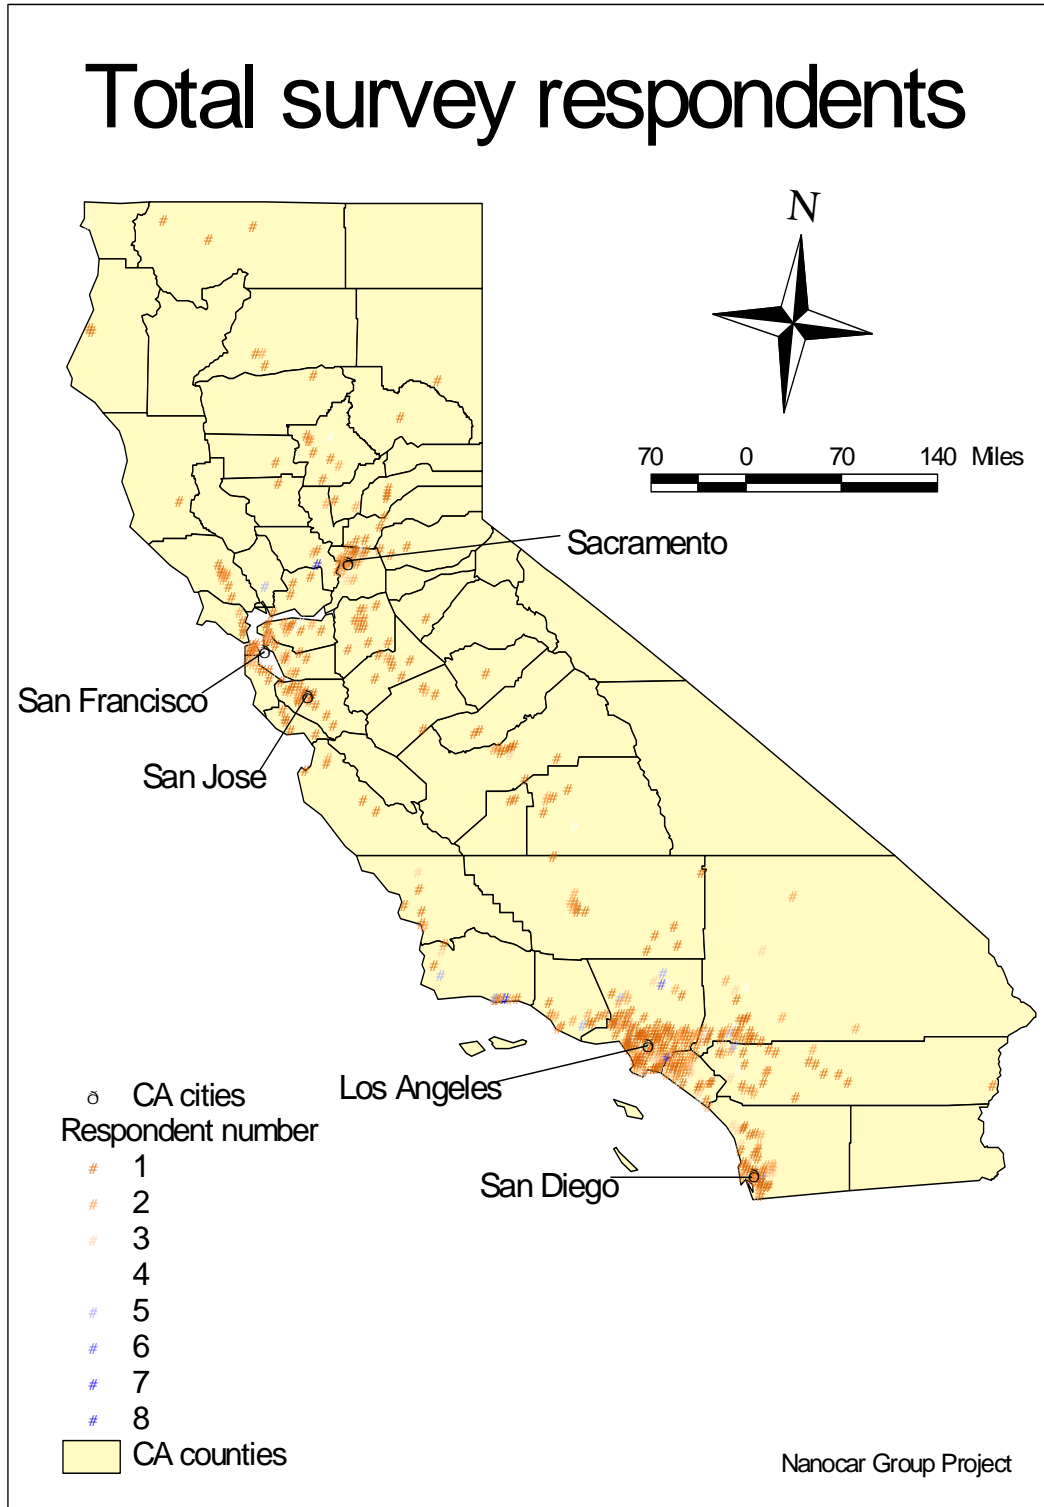 Total survey respondents
N
70 0 70 140 Miles
Sacramento
San Francisco
San Jose
Los Angeles
San Diego
ð CA cities
Respondent number
# 1
# 2
# 3
4
# 5
# 6
# 7
# 8
CA counties
Nanocar Group Project